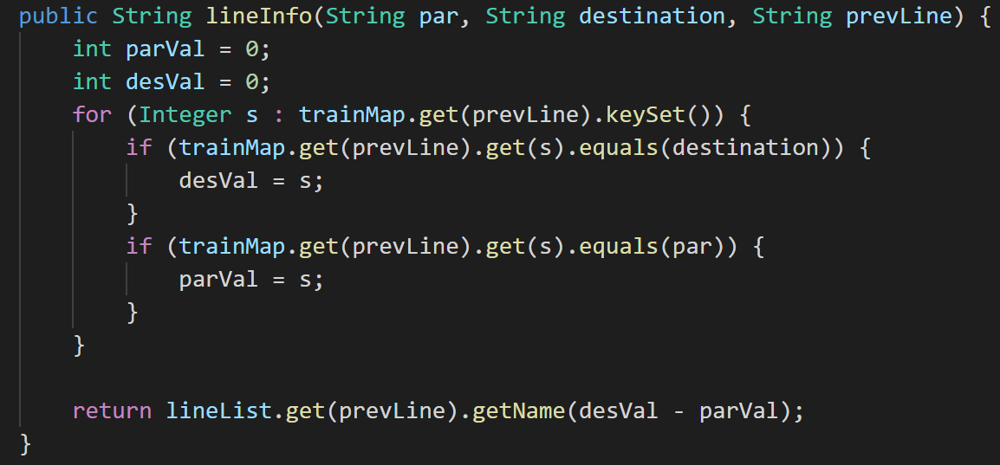 public String lineInfo(String par, String destination, String prevLine) {
    int parVal = 0;
    int desVal = 0;
    for (Integer s : trainMap.get(prevLine).keySet()) {
        if (trainMap.get(prevLine).get(s).equals(destination)) {
            desVal = s;
        }
        if (trainMap.get(prevLine).get(s).equals(par)) {
            parVal = s;
        }
    }

    return lineList.get(prevLine).getName(desVal - parVal);
}